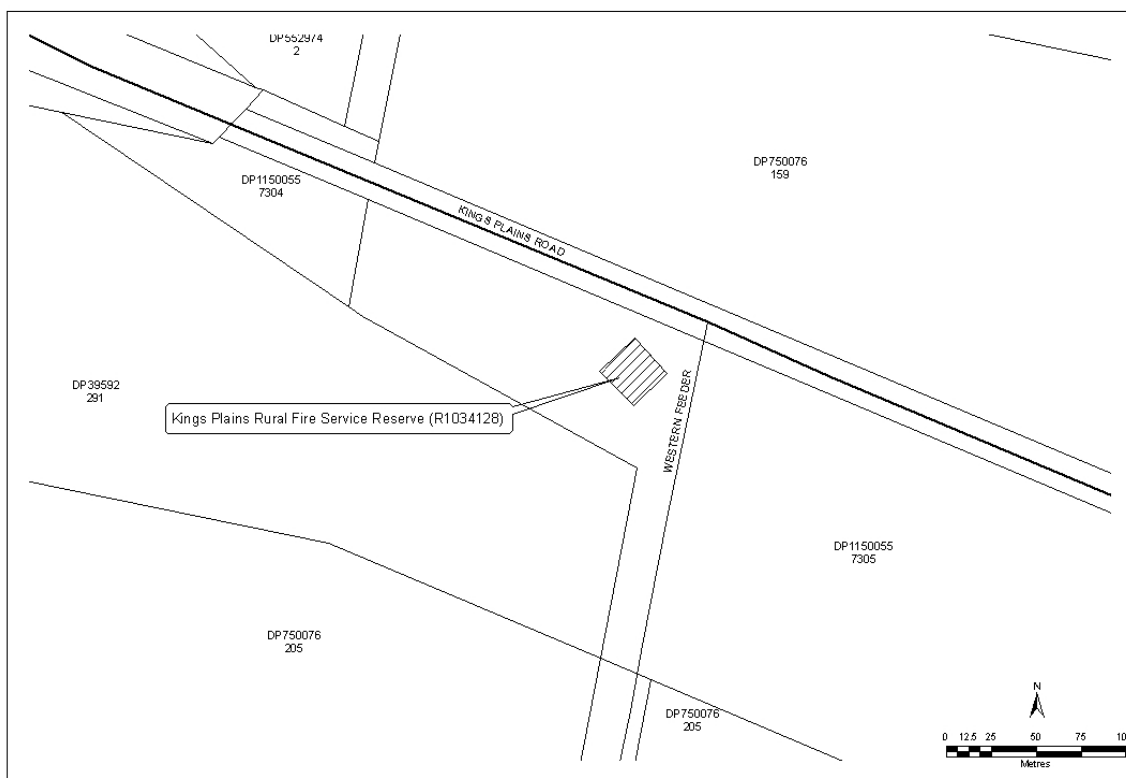 DP552974
2
DP750076
159
DP1150055
7304
KINGS PLAINS ROAD
DP39592
291
Kings Plains Rural Fire Service Reserve (R1034128)
WESTERN FEEDER
DP1150055
7305
DP750076
205
DP750076
205
N
0 12.5 25 50 75 10
Metres